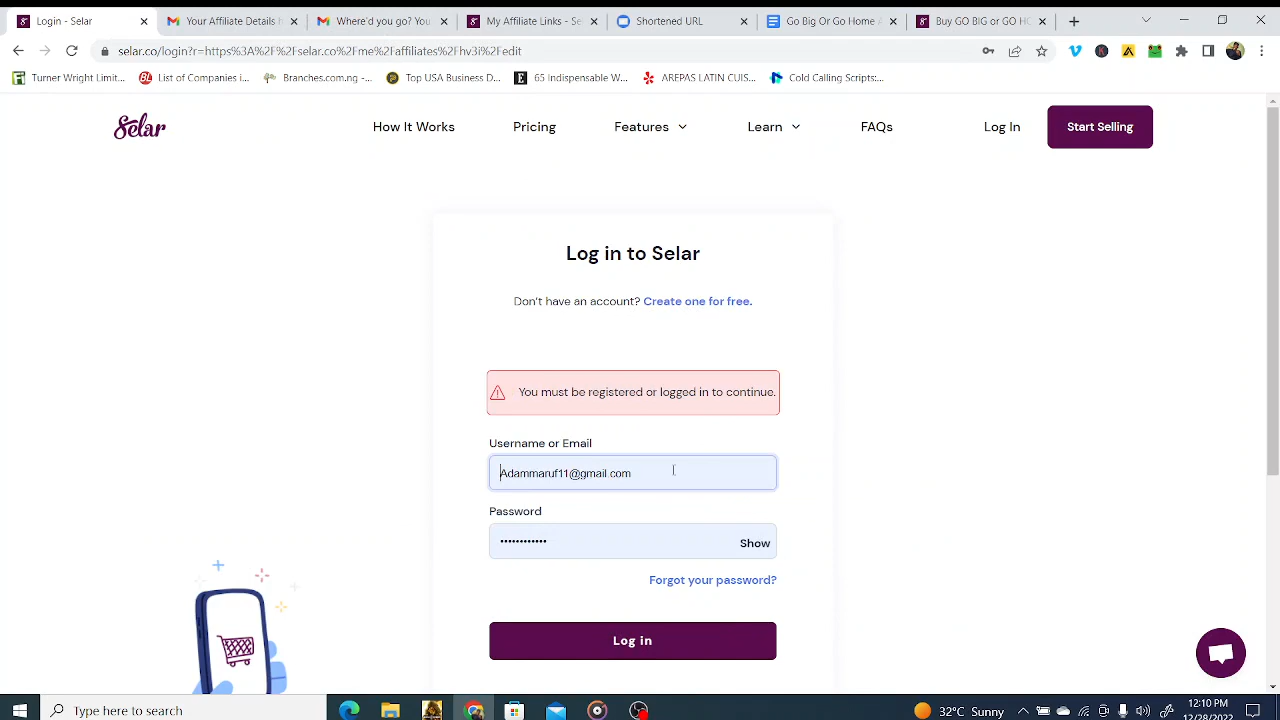 Login - Selar
Your Affiliate Details h
Where'd you go? You
My Affiliate Links - Se
Shortened URL
Go Big Or Go Home -
Buy GO BIG or GO HO
selar.co/login?r=https%3A%2F%2Fselar.co%2Fme%2Faffiliates%2Fhv3i%2Fedit
Turner Wright Limit...
List of Companies i...
Branches.com.ng -...
Top USA Business D...
65 Indispensable W...
AREPAS LATIN CUIS...
Cold Calling Scripts:...
Selar
How It Works
Pricing
Features
Learn
FAQs
Log In
Start Selling
Log in to Selar
Don't have an account? Create one for free.
You must be registered or logged in to continue.
Username or Email
Adammaruf11@gmail.com
Password
••••••••••••
Show
Forgot your password?
Log in
Type here to search
32°C Sunny
12:10 PM
12/28/2022